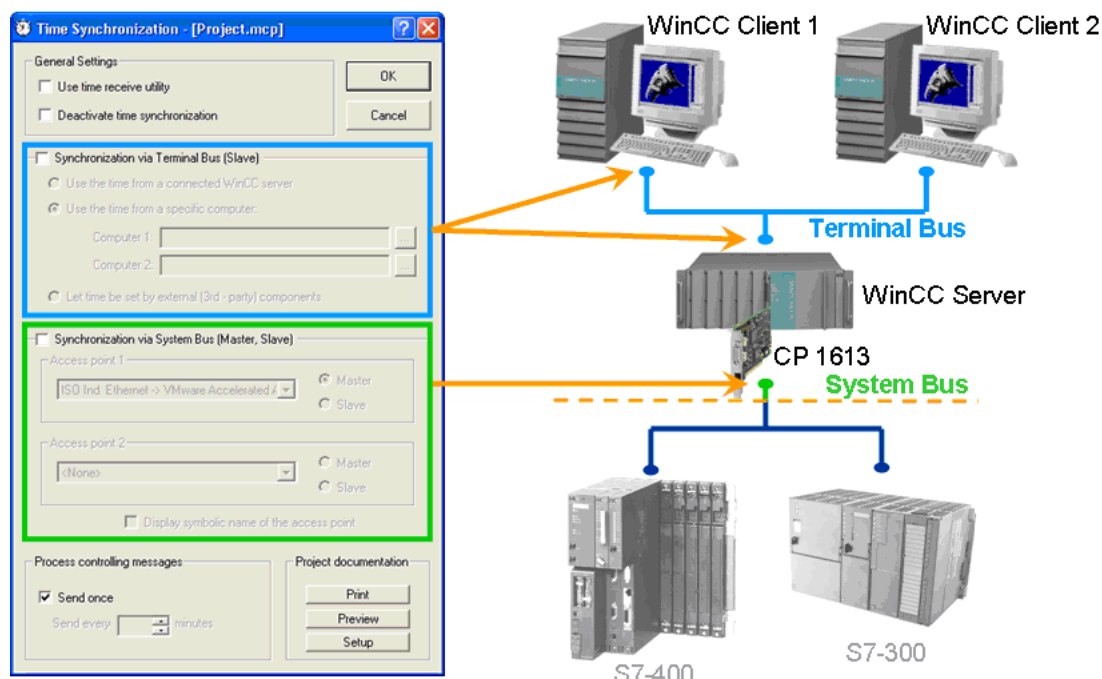 Time Synchronization - [Project.mcp]
General Settings
Use time receive utility
Deactivate time synchronization
OK
Cancel
Synchronization via Terminal Bus (Slave)
Use the time from a connected WinCC server
Use the time from a specific computer:
Computer 1:
...
Computer 2:
...
Let time be set by external (3rd - party) components
Synchronization via System Bus (Master, Slave)
Access point 1
ISO Ind. Ethernet -> VMware Accelerated A
Master
Slave
Access point 2
<None>
Master
Slave
Display symbolic name of the access point
Process controlling messages
Send once
Send every
minutes
Project documentation
Print
Preview
Setup
WinCC Client 1
WinCC Client 2
Terminal Bus
WinCC Server
CP 1613
System Bus
S7-400
S7-300